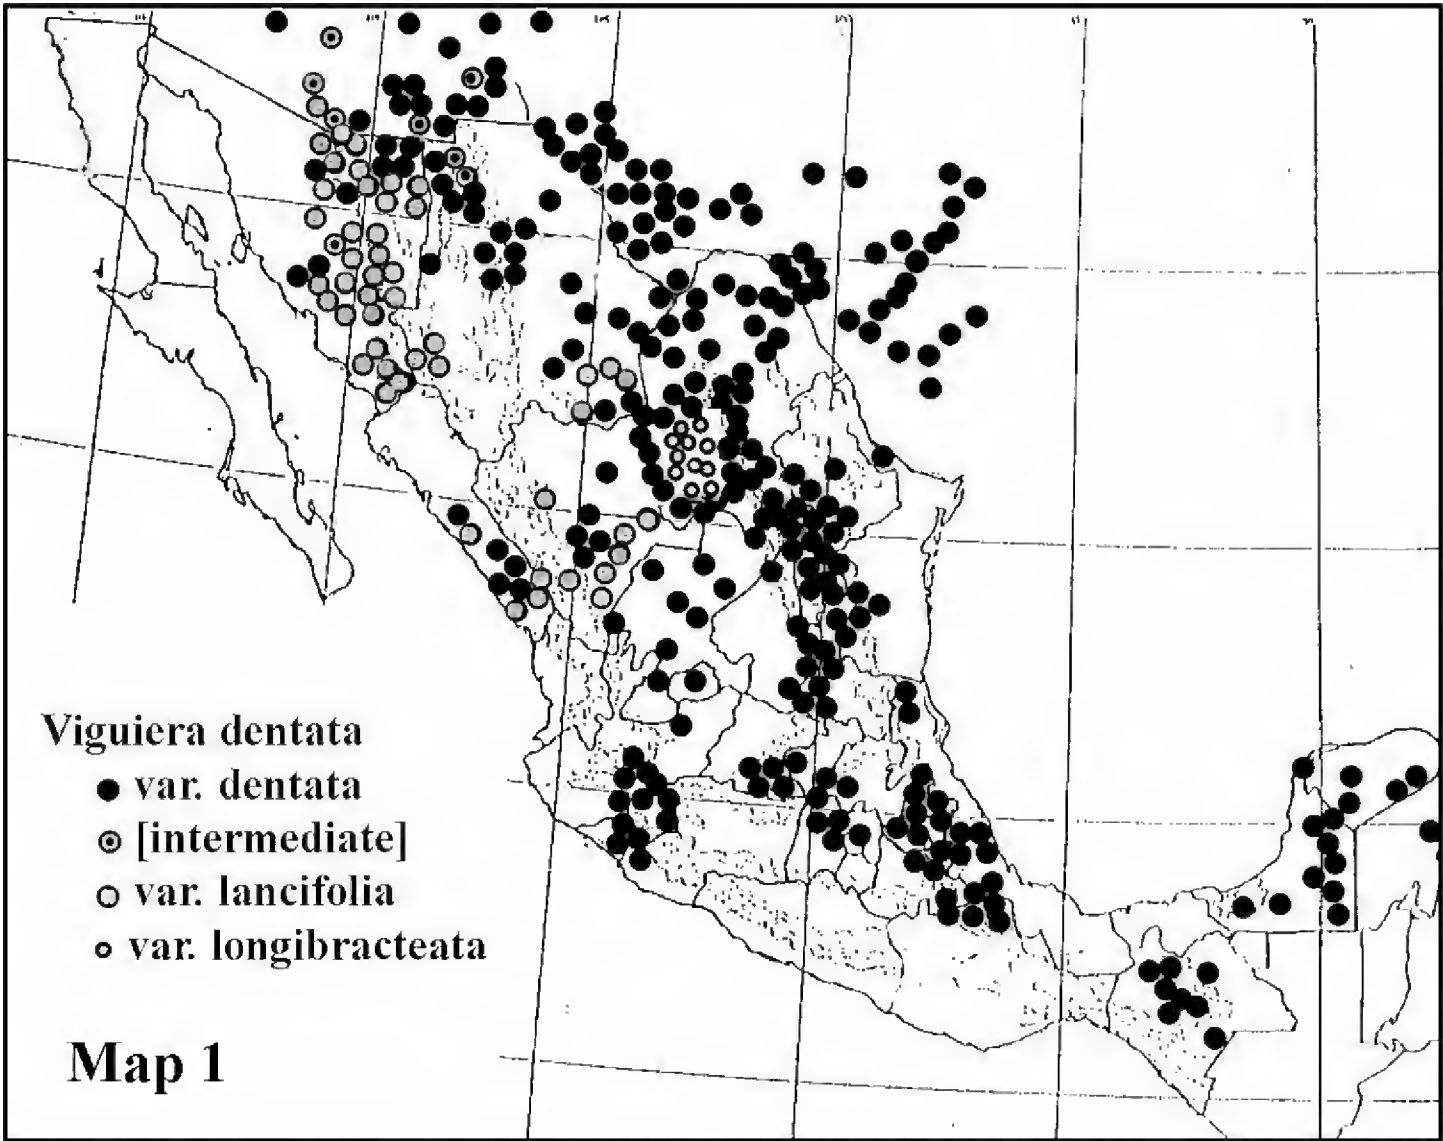 Viguiera dentata
var. dentata
[intermediate]
var. lancifolia
var. longibracteata
Map 1